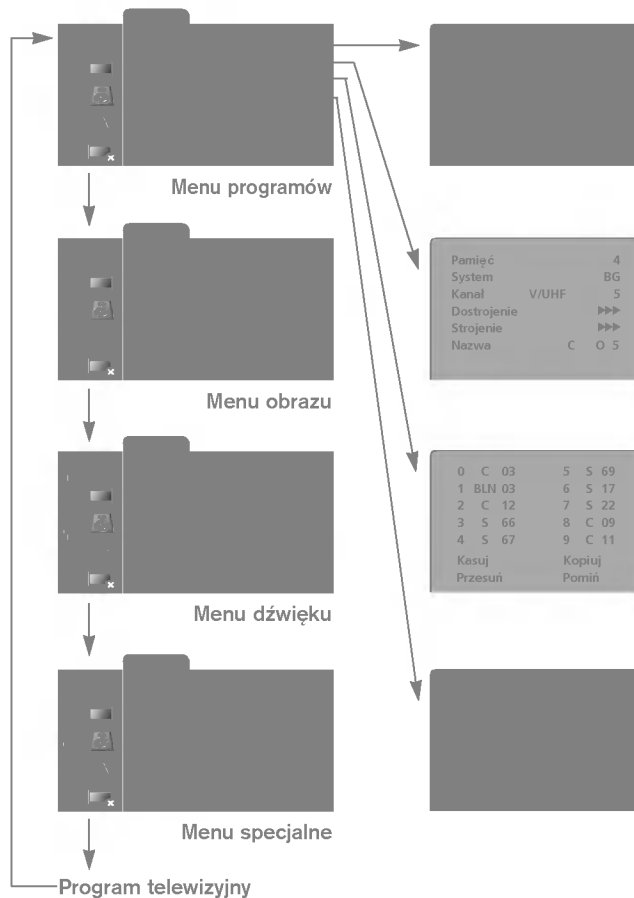 Menu programów
Pamięć 4
System BG
Kanał V/UHF 5
Dostrojenie ▶▶▶
Strojenie ▶▶▶
Nazwa C O 5
Menu obrazu
0 C 03 5 S 69
1 BLN 03 6 S 17
2 C 12 7 S 22
3 S 66 8 C 09
4 S 67 9 C 11
Kasuj Kopiuj
Przesuń Pomiń
Menu dźwięku
Menu specjalne
Program telewizyjny